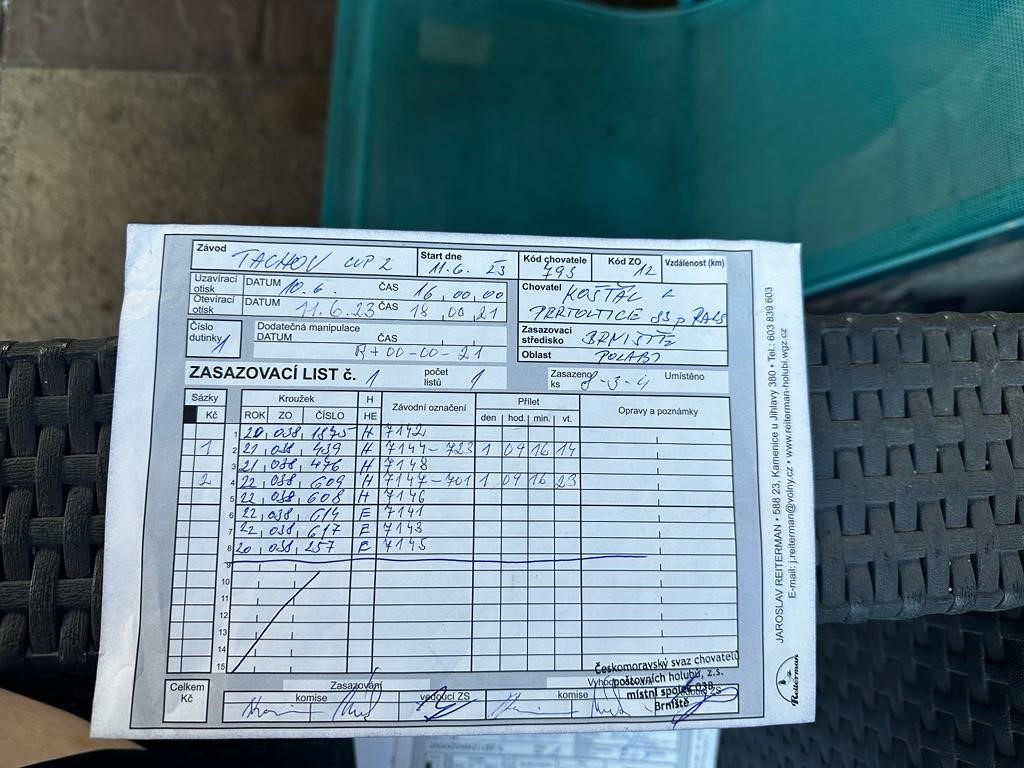 Závod TACHOV CUP 2 Start dne 11.6. 23 Kód chovatele 793 Kód ZO 12 Vzdálenost (km)
Uzavírací otisk DATUM 10.6. ČAS 16,00,00
Otevírací otisk DATUM 11.6.23 ČAS 18,00,21
Chovatel KOŠŤÁL
83 p RALS
Číslo dutinky 1 Dodatečná manipulace
DATUM ČAS
R+00-00-21
Zasazovací středisko BRNIŠTĚ
Oblast POLABÍ
ZASAZOVACÍ LIST č. 1 počet listů 1 Zasazeno ks 8-3-4 Umístěno
Sázky Kroužek H Závodní označení Přílet Opravy a poznámky
Kč ROK ZO ČÍSLO HE den hod. min. vt.
1 20, 038, 1875 H 7142
1 2 21, 038, 439 H 7144-723 1 04 16 14
3 21, 038, 476 H 7148
2 4 22, 038, 609 H 7147-701 1 04 16 23
5 22, 038, 608 H 7146
6 22, 038, 614 E 7141
7 22, 038, 617 E 7143
8 20, 038, 257 E 7145
9
10
11
12
13
14
15
Celkem Kč
Zasazování
komise vedoucí ZS komise
Českomoravský svaz chovatelů
poštovních holubů, z.s.
místní spolek 038
Brniště
JAROSLAV REITERMAN • 588 23, Kamenice u Jihlavy 380 • Tel.: 603 839 603
E-mail: j.reiterman@volny.cz • www.reiterman-holubi.wgz.cz
Reiterman